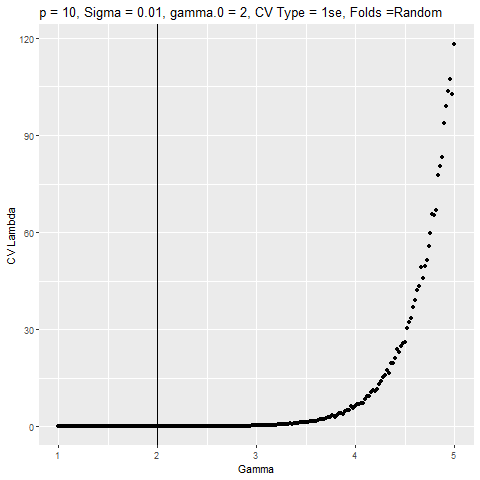 p = 10, Sigma = 0.01, gamma.0 = 2, CV Type = 1se, Folds =Random
120
90
60
30
0
CV Lambda
1 2 3 4 5
Gamma